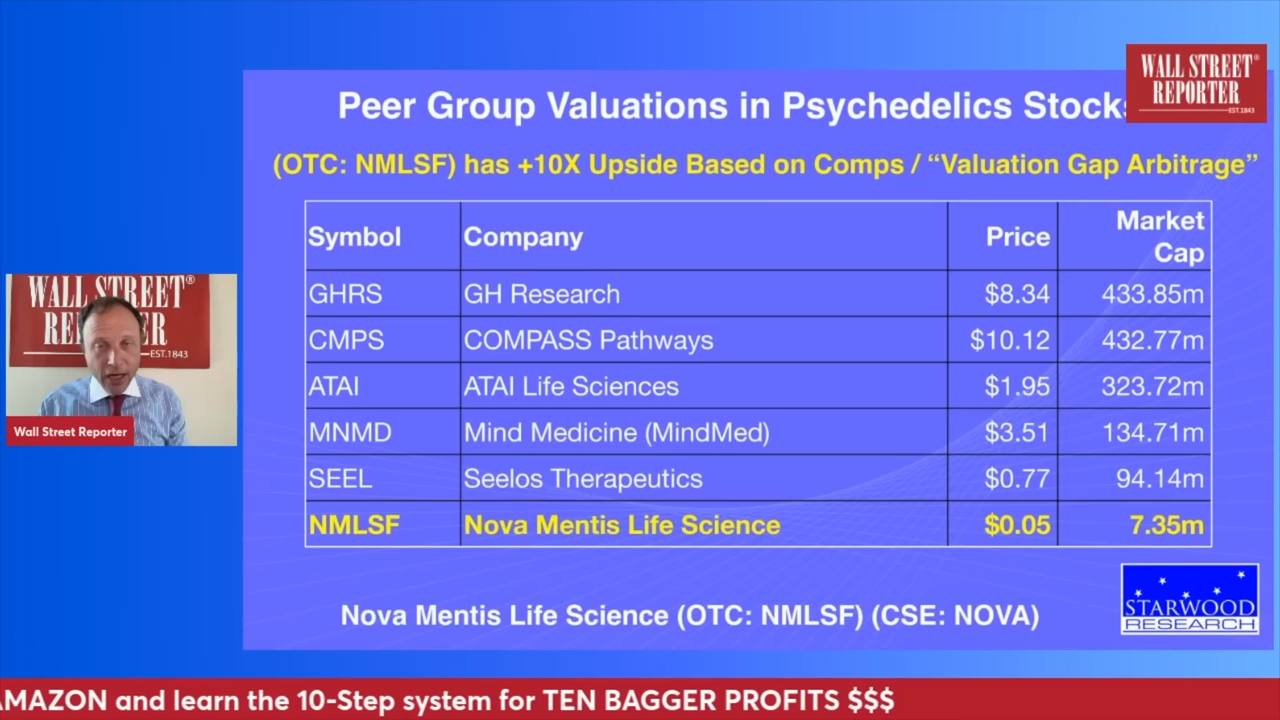 WALL STREET®
REPORTER
EST.1843
Peer Group Valuations in Psychedelics Stocks
(OTC: NMLSF) has +10X Upside Based on Comps / “Valuation Gap Arbitrage”
Symbol Company Price Market Cap
GHRS GH Research $8.34 433.85m
CMPS COMPASS Pathways $10.12 432.77m
ATAI ATAI Life Sciences $1.95 323.72m
MNMD Mind Medicine (MindMed) $3.51 134.71m
SEEL Seelos Therapeutics $0.77 94.14m
NMLSF Nova Mentis Life Science $0.05 7.35m
WALL STREET®
EST.1843
Wall Street Reporter
Nova Mentis Life Science (OTC: NMLSF) (CSE: NOVA)
STARWOOD
RESEARCH
AMAZON and learn the 10-Step system for TEN BAGGER PROFITS $$$